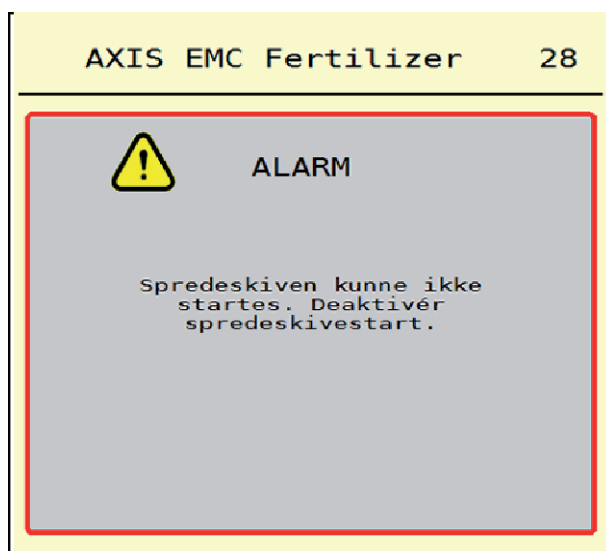 AXIS EMC Fertilizer 28
ALARM
Spredeskiven kunne ikke
startes. Deaktivér
spredeskivestart.